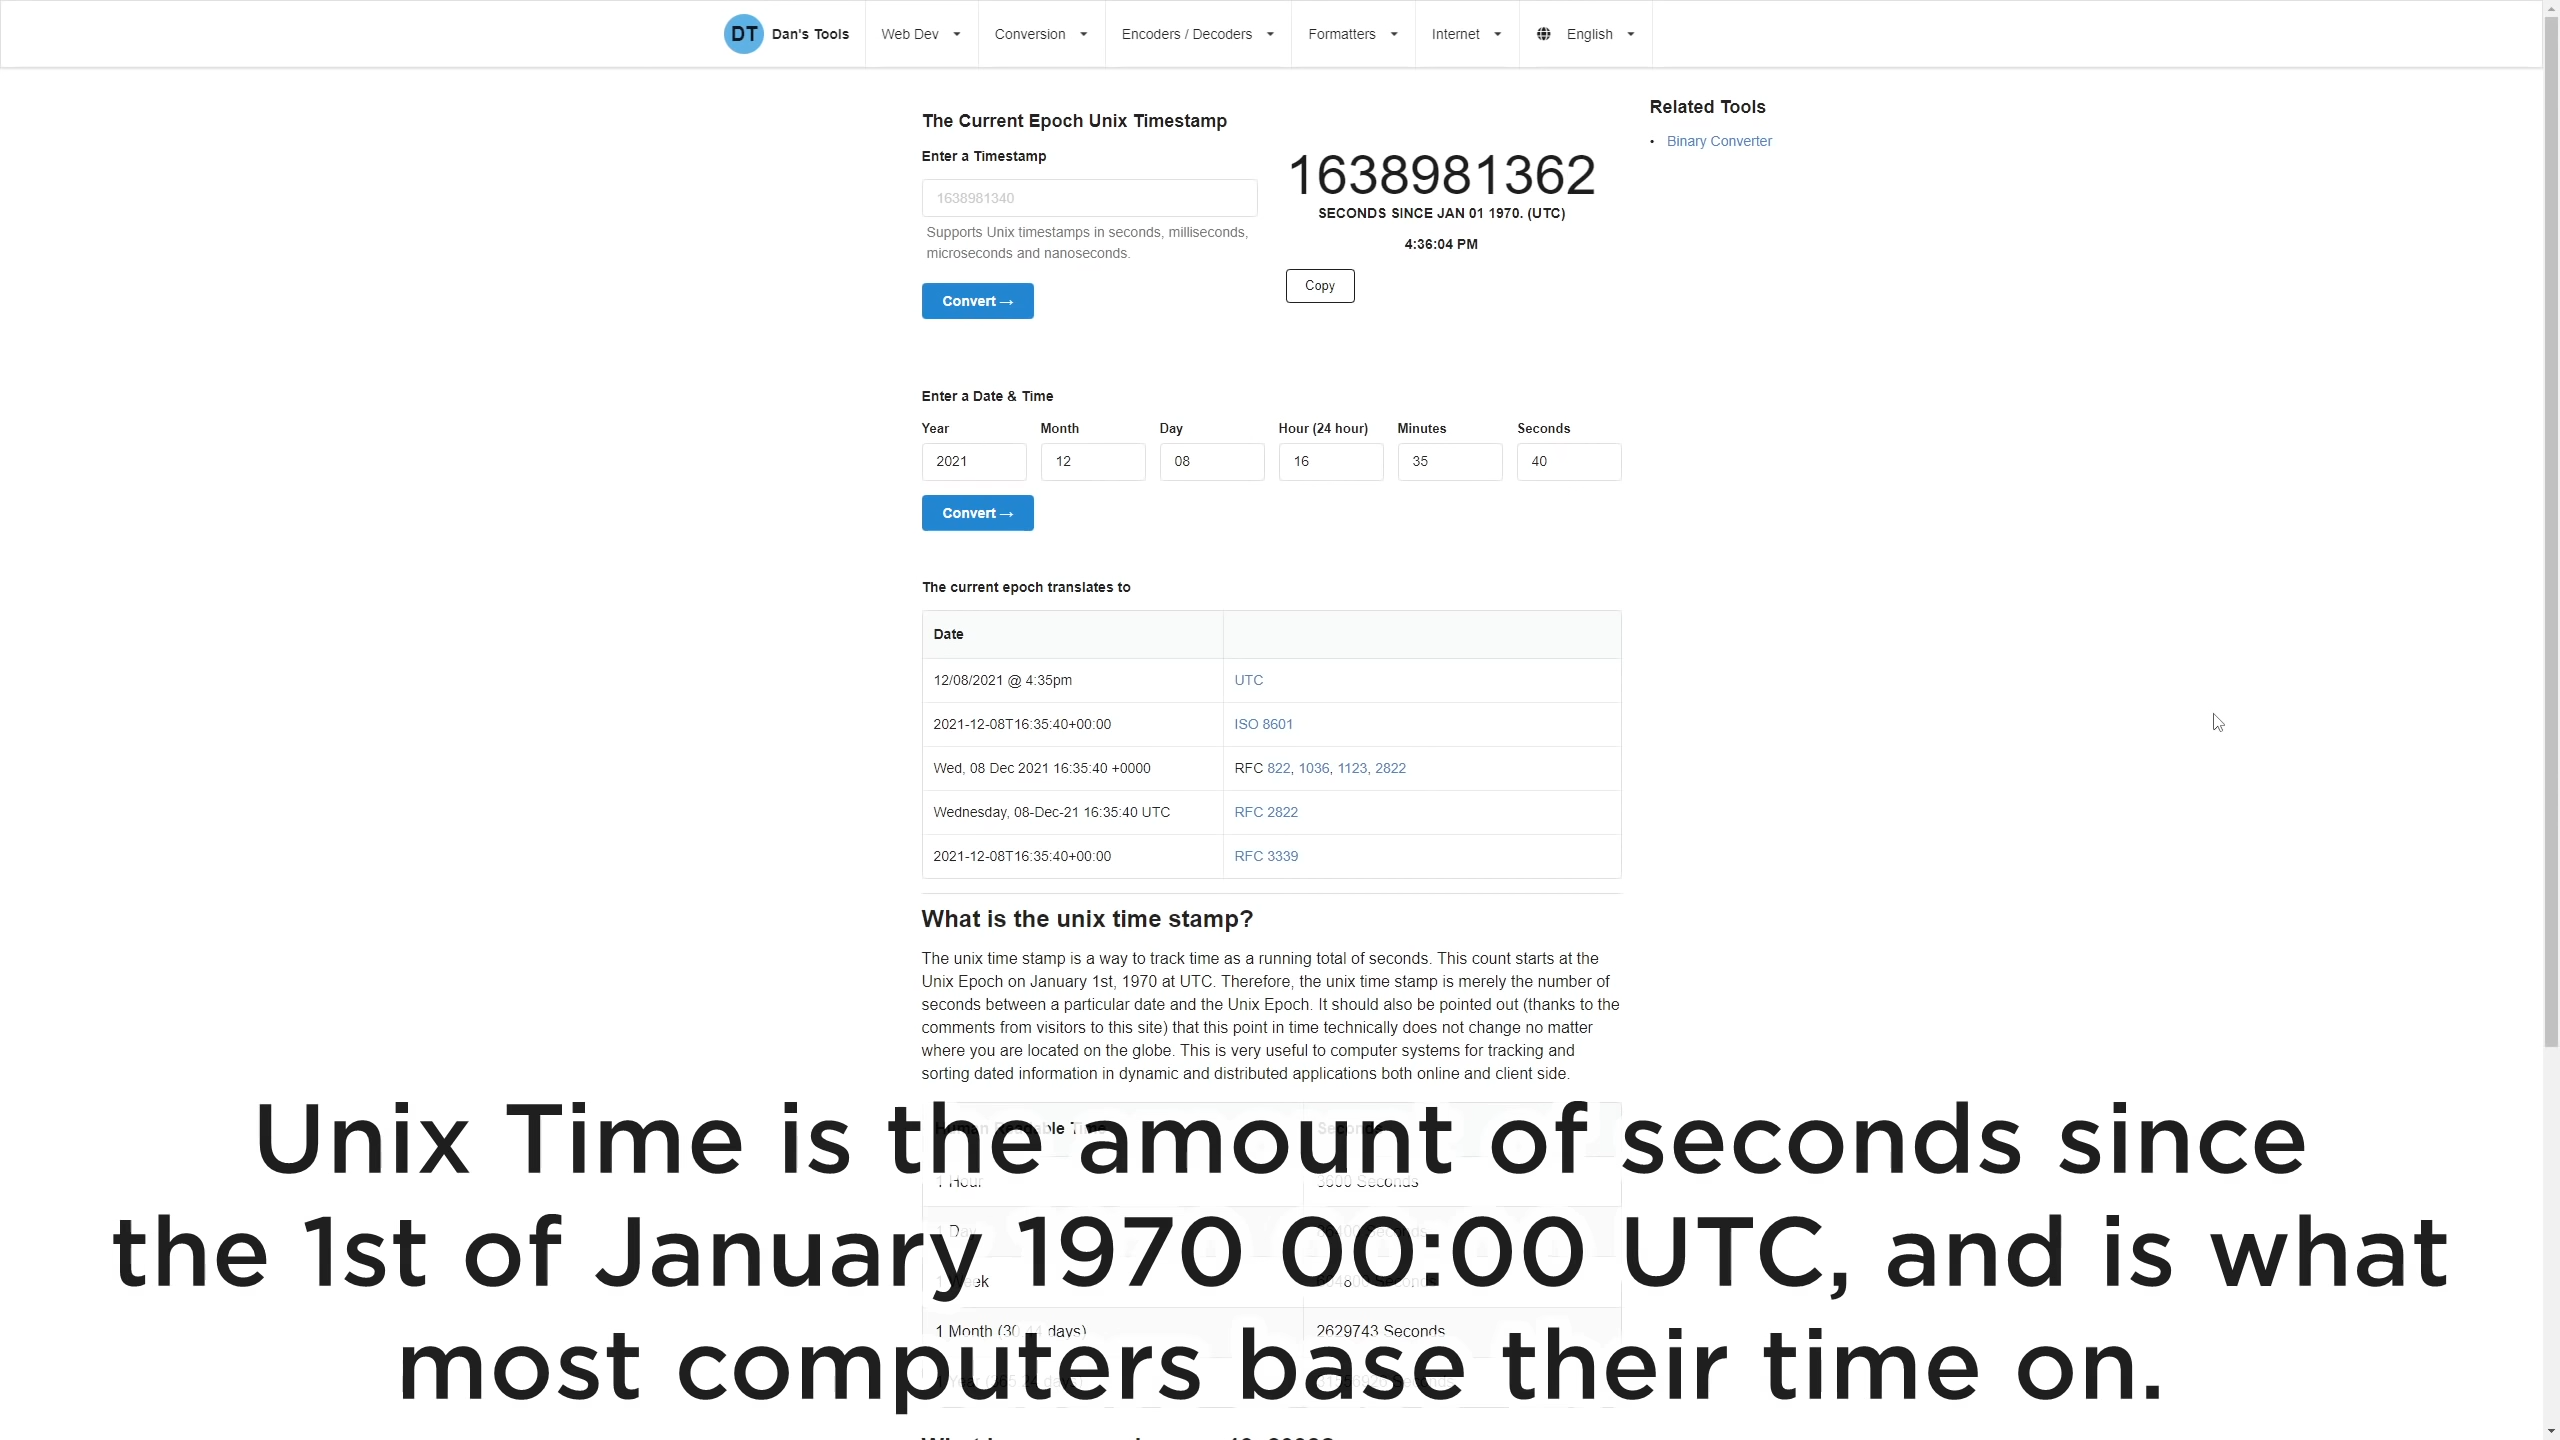 DT Dan's Tools Web Dev Conversion Encoders / Decoders Formatters Internet English
The Current Epoch Unix Timestamp
Enter a Timestamp
1638981340
Supports Unix timestamps in seconds, milliseconds,
microseconds and nanoseconds.
Convert →
1638981362
SECONDS SINCE JAN 01 1970. (UTC)
4:36:04 PM
Copy
Related Tools
• Binary Converter
Enter a Date & Time
Year Month Day Hour (24 hour) Minutes Seconds
2021 12 08 16 35 40
Convert →
The current epoch translates to
Date
12/08/2021 @ 4:35pm UTC
2021-12-08T16:35:40+00:00 ISO 8601
Wed, 08 Dec 2021 16:35:40 +0000 RFC 822, 1036, 1123, 2822
Wednesday, 08-Dec-21 16:35:40 UTC RFC 2822
2021-12-08T16:35:40+00:00 RFC 3339
What is the unix time stamp?
The unix time stamp is a way to track time as a running total of seconds. This count starts at the
Unix Epoch on January 1st, 1970 at UTC. Therefore, the unix time stamp is merely the number of
seconds between a particular date and the Unix Epoch. It should also be pointed out (thanks to the
comments from visitors to this site) that this point in time technically does not change no matter
where you are located on the globe. This is very useful to computer systems for tracking and
sorting dated information in dynamic and distributed applications both online and client side.
Unix Time is the amount of seconds since
1 Hour 3600 Seconds
the 1st of January 1970 00:00 UTC, and is what
1 Month (30.44 days) 2629743 Seconds
most computers base their time on.